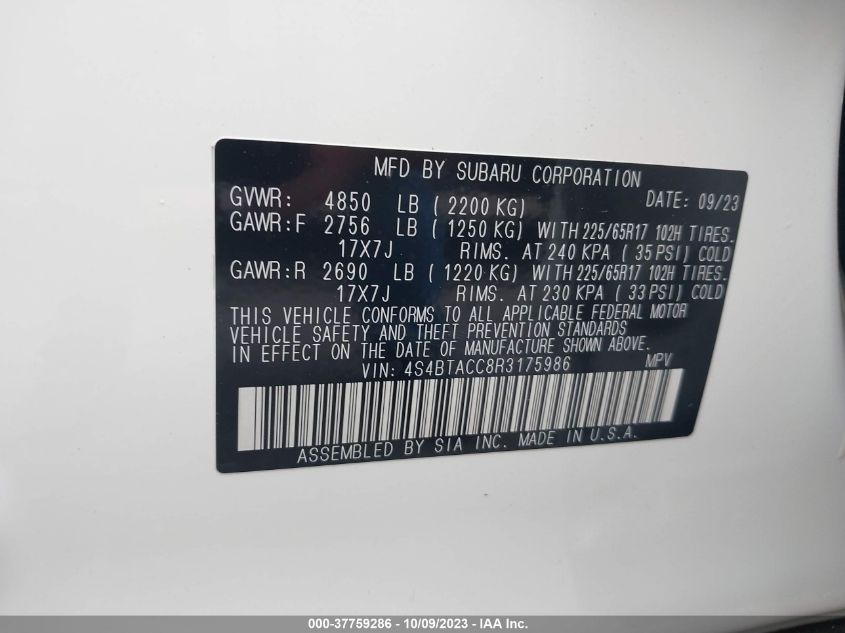 MFD BY SUBARU CORPORATION
GVWR: 4850 LB ( 2200 KG) DATE: 09/23
GAWR:F 2756 LB ( 1250 KG) WITH 225/65R17 102H TIRES.
17X7J RIMS. AT 240 KPA ( 35 PSI) COLD
GAWR:R 2690 LB ( 1220 KG) WITH 225/65R17 102H TIRES.
17X7J RIMS. AT 230 KPA ( 33 PSI) COLD
THIS VEHICLE CONFORMS TO ALL APPLICABLE FEDERAL MOTOR
VEHICLE SAFETY AND THEFT PREVENTION STANDARDS
IN EFFECT ON THE DATE OF MANUFACTURE SHOWN ABOVE.
VIN: 4S4BTACC8R3175986 MPV
ASSEMBLED BY SIA INC. MADE IN U.S.A.
000-37759286 - 10/09/2023 - IAA Inc.